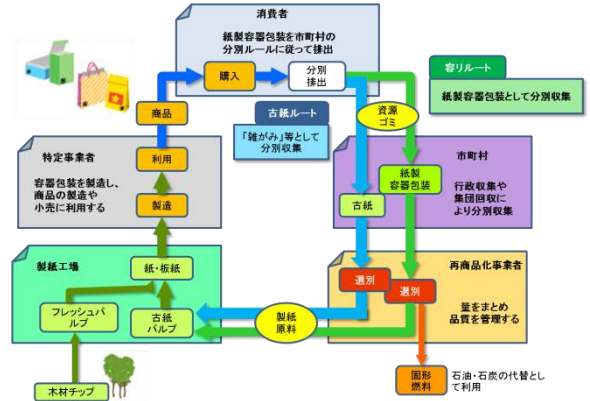 消費者
紙製容器包装を市町村の
分別ルールに従って排出
購入
分別
排出
容リルート
紙製容器包装として分別収集
古紙ルート
「雑がみ」等として
分別収集
資源
ゴミ
商品
特定事業者
容器包装を製造し、
商品の製造や
小売に利用する
利用
製造
市町村
紙製
容器包装
行政収集や
集団回収に
より分別収集
古紙
製紙工場
紙・板紙
フレッシュパ
ルプ
古紙
パルプ
木材チップ
製紙
原料
再商品化事業者
選別
選別
量をまとめ
品質を管理する
固形
燃料
石油・石炭の代替とし
て利用